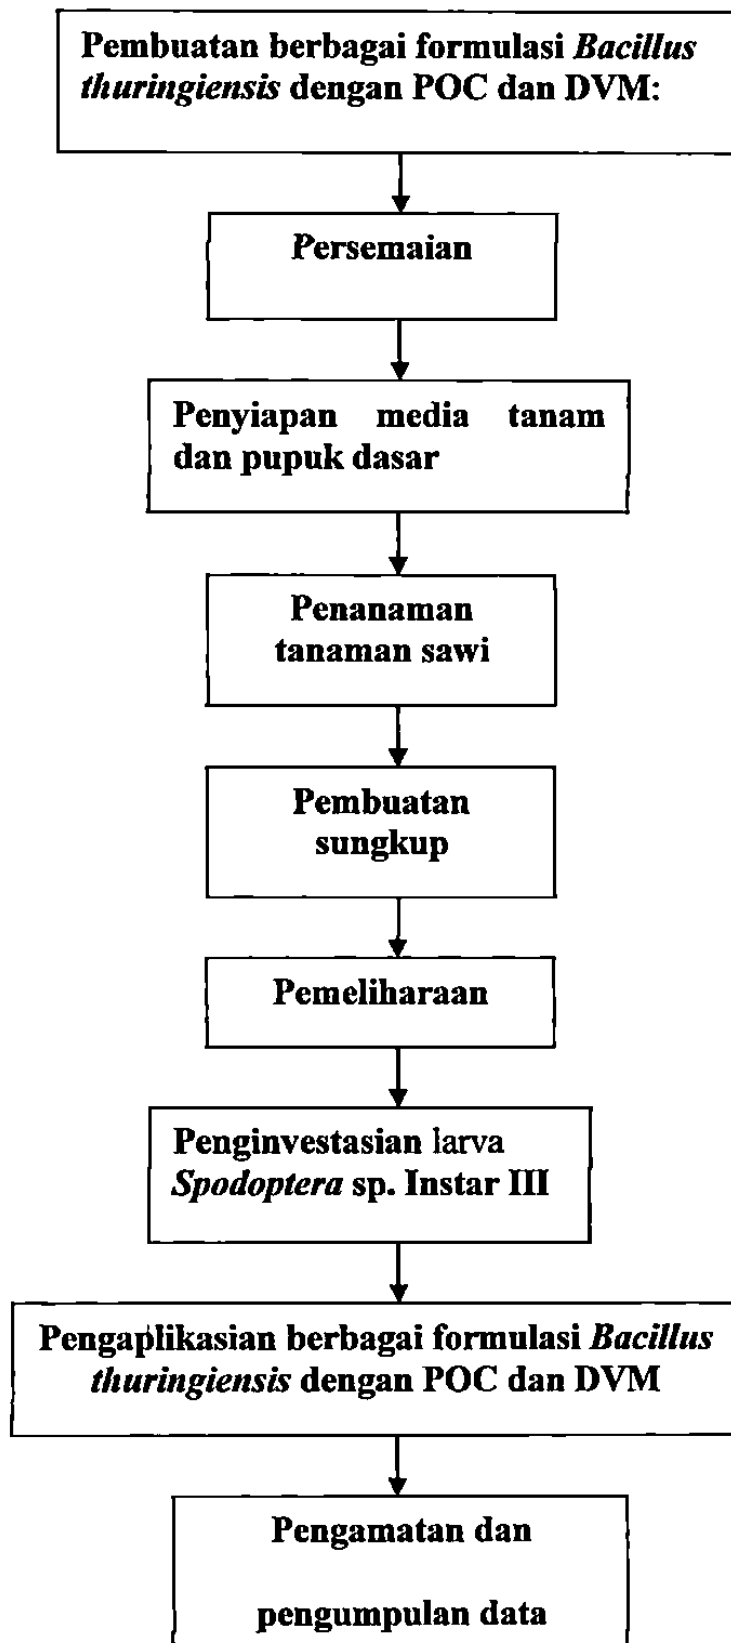 Pembuatan berbagai formulasi Bacillus
thuringiensis dengan POC dan DVM:
Persemaian
Penyiapan media tanam
dan pupuk dasar
Penanaman
tanaman sawi
Pembuatan
sungkup
Pemeliharaan
Penginvestasian larva
Spodoptera sp. Instar III
Pengaplikasian berbagai formulasi Bacillus
thuringiensis dengan POC dan DVM
Pengamatan dan
pengumpulan data